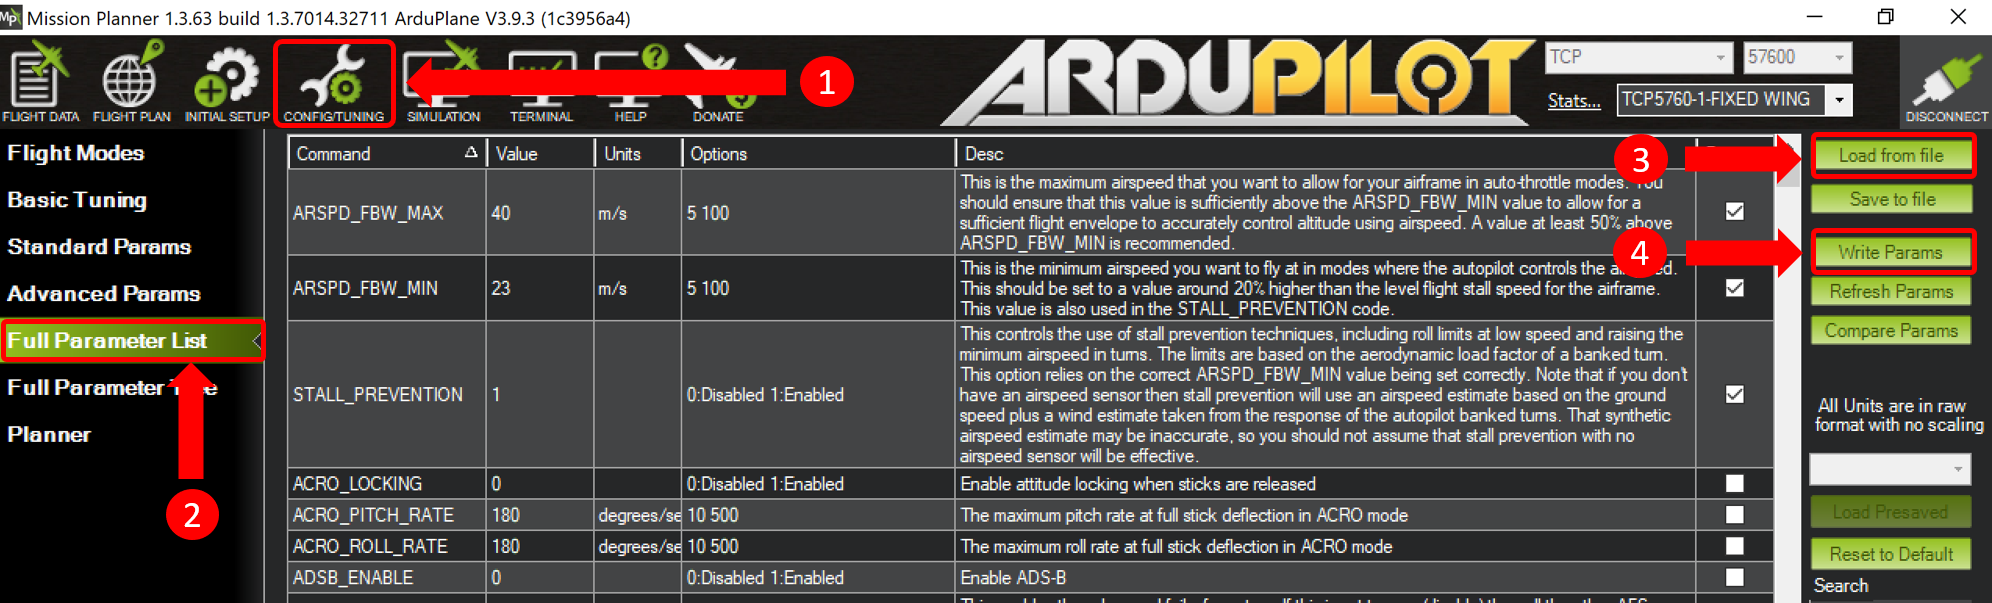 Mission Planner 1.3.63 build 1.3.7014.32711 ArduPlane V3.9.3 (1c3956a4)
FLIGHT DATA FLIGHT PLAN INITIAL SETUP CONFIG/TUNING SIMULATION TERMINAL HELP DONATE
1
ARDUPILOT
TCP 57600
Stats... TCP5760-1-FIXED WING
DISCONNECT
Flight Modes
Basic Tuning
Standard Params
Advanced Params
Full Parameter List
Full Parameter
Planner
2
Command Value Units Options Desc
ARSPD_FBW_MAX 40 m/s 5 100
This is the maximum airspeed that you want to allow for your airframe in auto-throttle modes. You
should ensure that this value is sufficiently above the ARSPD_FBW_MIN value to allow for a
sufficient flight envelope to accurately control altitude using airspeed. A value at least 50% above
ARSPD_FBW_MIN is recommended.
ARSPD_FBW_MIN 23 m/s 5 100
This is the minimum airspeed you want to fly at in modes where the autopilot controls the
This should be set to a value around 20% higher than the level flight stall speed for the airframe.
This value is also used in the STALL_PREVENTION code.
STALL_PREVENTION 1 0:Disabled 1:Enabled
This controls the use of stall prevention techniques, including roll limits at low speed and raising the
minimum airspeed in turns. The limits are based on the aerodynamic load factor of a banked turn.
This option relies on the correct ARSPD_FBW_MIN value being set correctly. Note that if you don't
have an airspeed sensor then stall prevention will use an airspeed estimate based on the ground
speed plus a wind estimate taken from the response of the autopilot banked turns. That synthetic
airspeed estimate may be inaccurate, so you should not assume that stall prevention with no
airspeed sensor will be effective.
ACRO_LOCKING 0 0:Disabled 1:Enabled Enable attitude locking when sticks are released
ACRO_PITCH_RATE 180 degrees/se 10 500 The maximum pitch rate at full stick deflection in ACRO mode
ACRO_ROLL_RATE 180 degrees/se 10 500 The maximum roll rate at full stick deflection in ACRO mode
ADSB_ENABLE 0 0:Disabled 1:Enabled Enable ADS-B
3
Load from file
Save to file
4
Write Params
Refresh Params
Compare Params
All Units are in raw
format with no scaling
Load Presaved
Reset to Default
Search